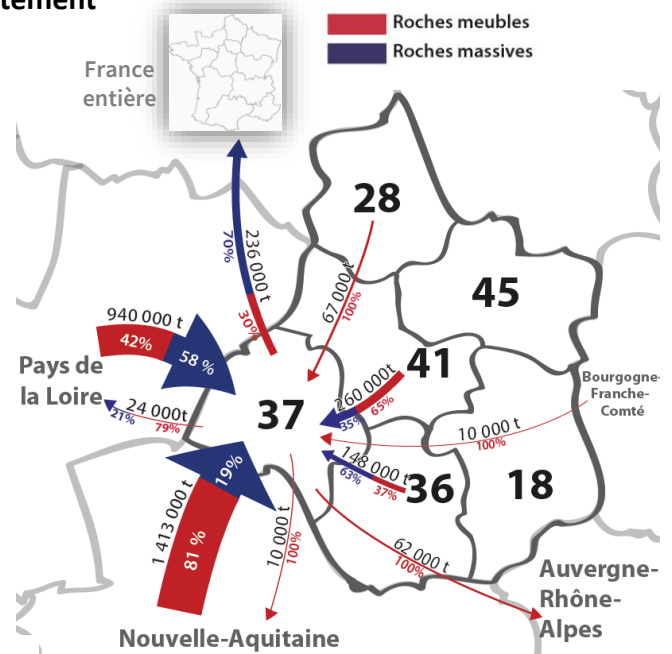 tement
Roches meubles
Roches massives
France
entière
28
236 000 t
70%
30%
67 000 t
100%
45
940 000 t
42%
58 %
41
Pays de
la Loire
260 000t
65%
35%
Bourgogne-
Franche-
Comté
24 000t
21%
79%
37
10 000 t
100%
148 000 t
63%
37%
36
18
19%
1 413 000 t
81 %
10 000 t
100%
62 000 t
100%
Auvergne-
Rhône-
Alpes
Nouvelle-Aquitaine